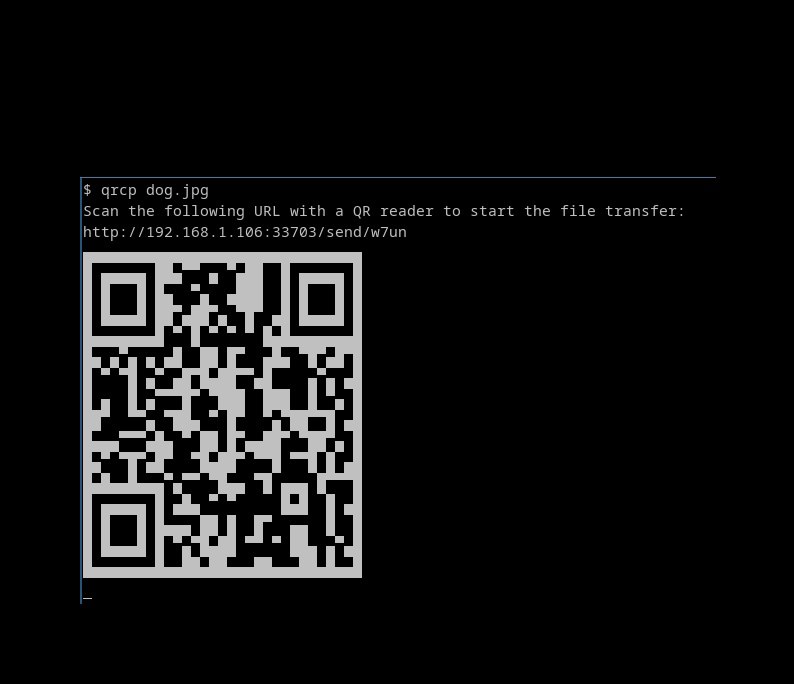 $ qrcp dog.jpg
Scan the following URL with a QR reader to start the file transfer:
http://192.168.1.106:33703/send/w7un